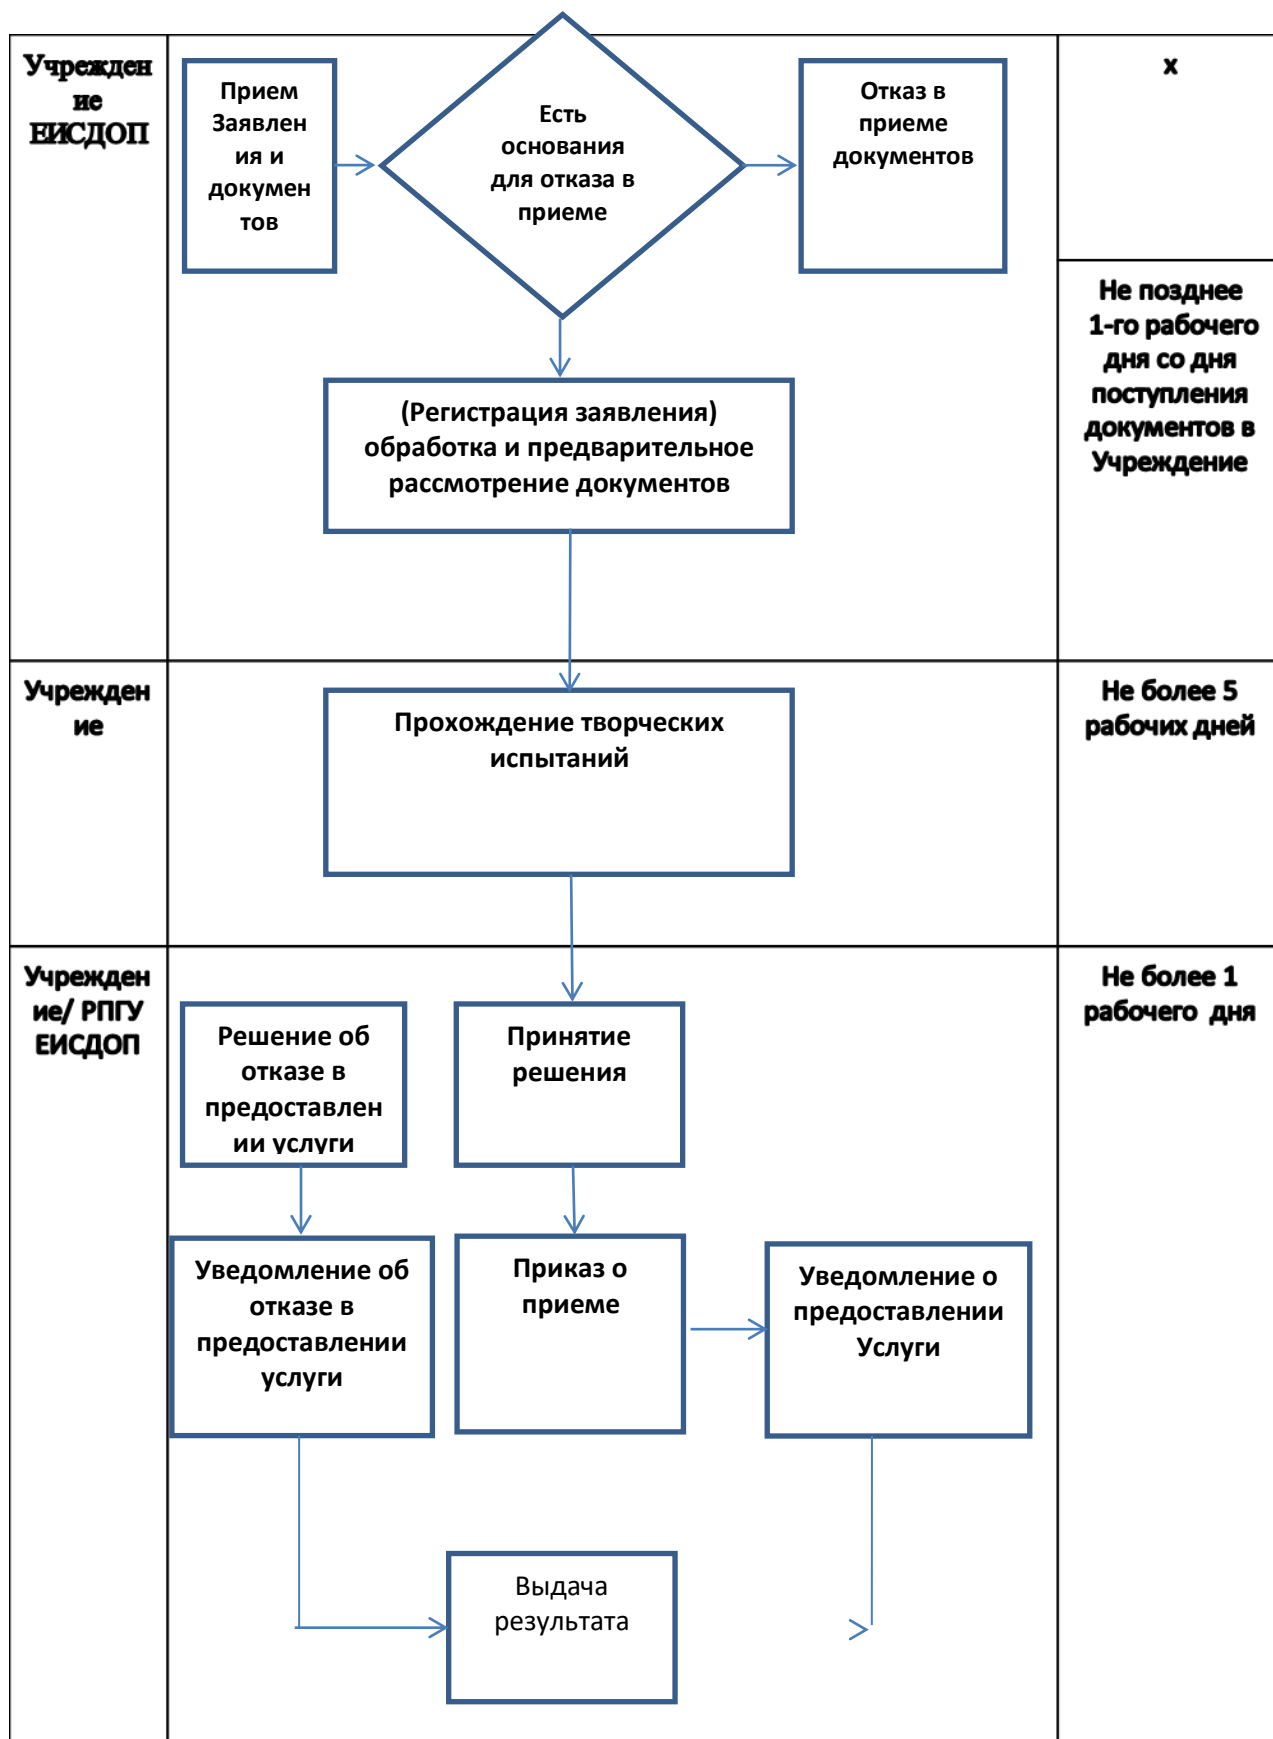 Учрежден
ие
ЕИСДОП
Прием
Заявлен
ия и
докумен
тов
Есть
основания
для отказа в
приеме
Отказ в
приеме
документов
х
Не позднее
1-го рабочего
дня со дня
поступления
документов в
Учреждение
(Регистрация заявления)
обработка и предварительное
рассмотрение документов
Учрежден
ие
Прохождение творческих
испытаний
Не более 5
рабочих дней
Учрежден
ие/ РПГУ
ЕИСДОП
Решение об
отказе в
предоставлен
ии услуги
Принятие
решения
Не более 1
рабочего дня
Уведомление об
отказе в
предоставлении
услуги
Приказ о
приеме
Уведомление о
предоставлении
Услуги
Выдача
результата